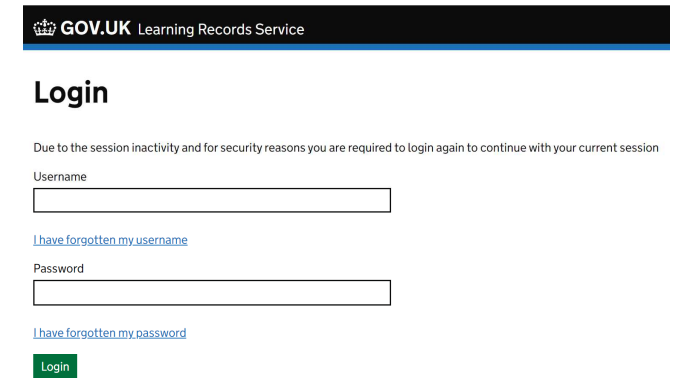 GOV.UK Learning Records Service
Login
Due to the session inactivity and for security reasons you are required to login again to continue with your current session
Username
I have forgotten my username
Password
I have forgotten my password
Login